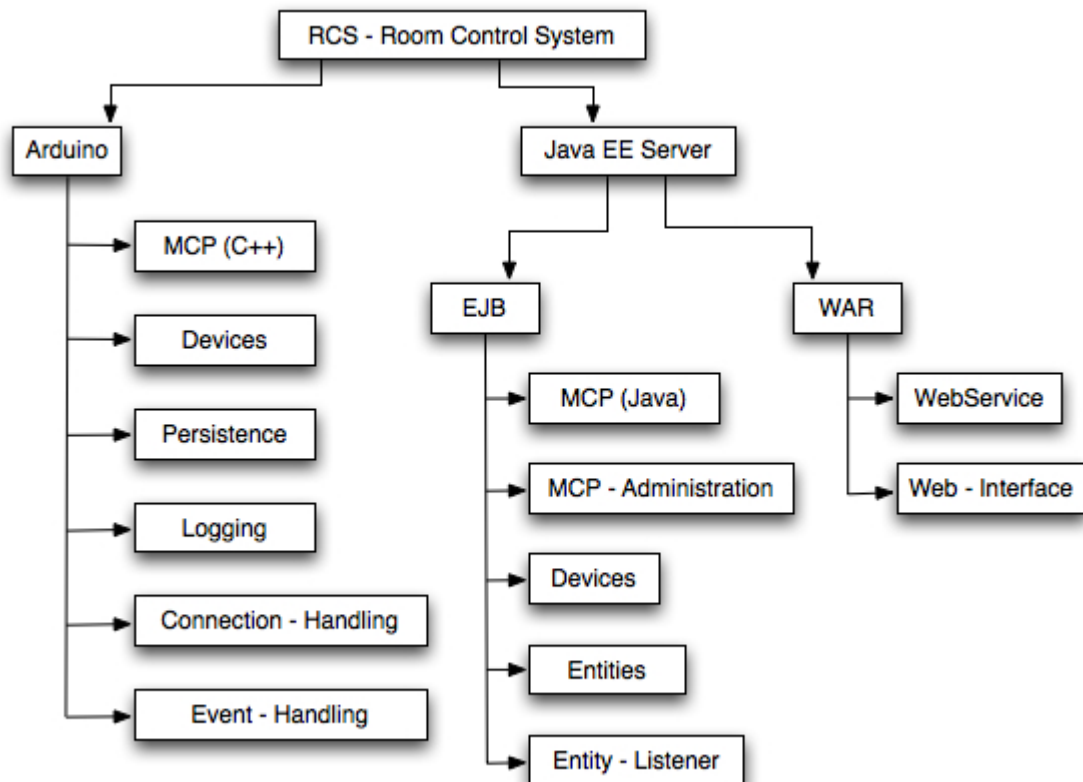 RCS - Room Control System
Arduino
Java EE Server
MCP (C++)
Devices
Persistence
Logging
Connection - Handling
Event - Handling
EJB
WAR
MCP (Java)
MCP - Administration
Devices
Entities
Entity - Listener
WebService
Web - Interface